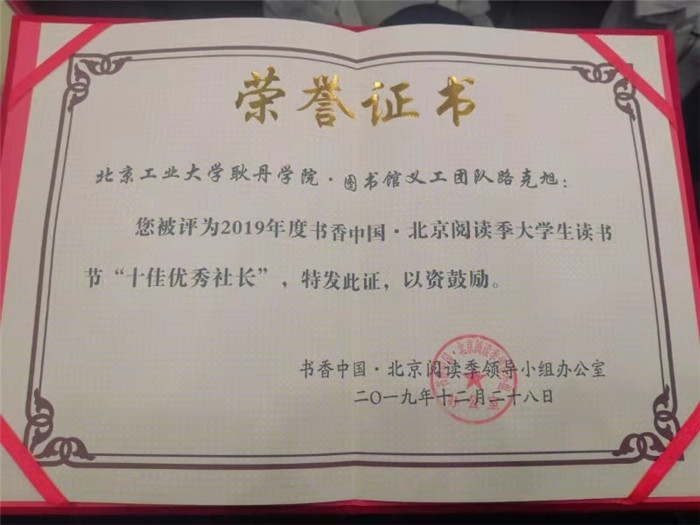 荣誉证书
北京工业大学耿丹学院·图书馆义工团队路克旭：
您被评为2019年度书香中国·北京阅读季大学生读书
节“十佳优秀社长”，特发此证，以资鼓励。
书香中国·北京阅读季领导小组办公室
二〇一九年十二月二十八日